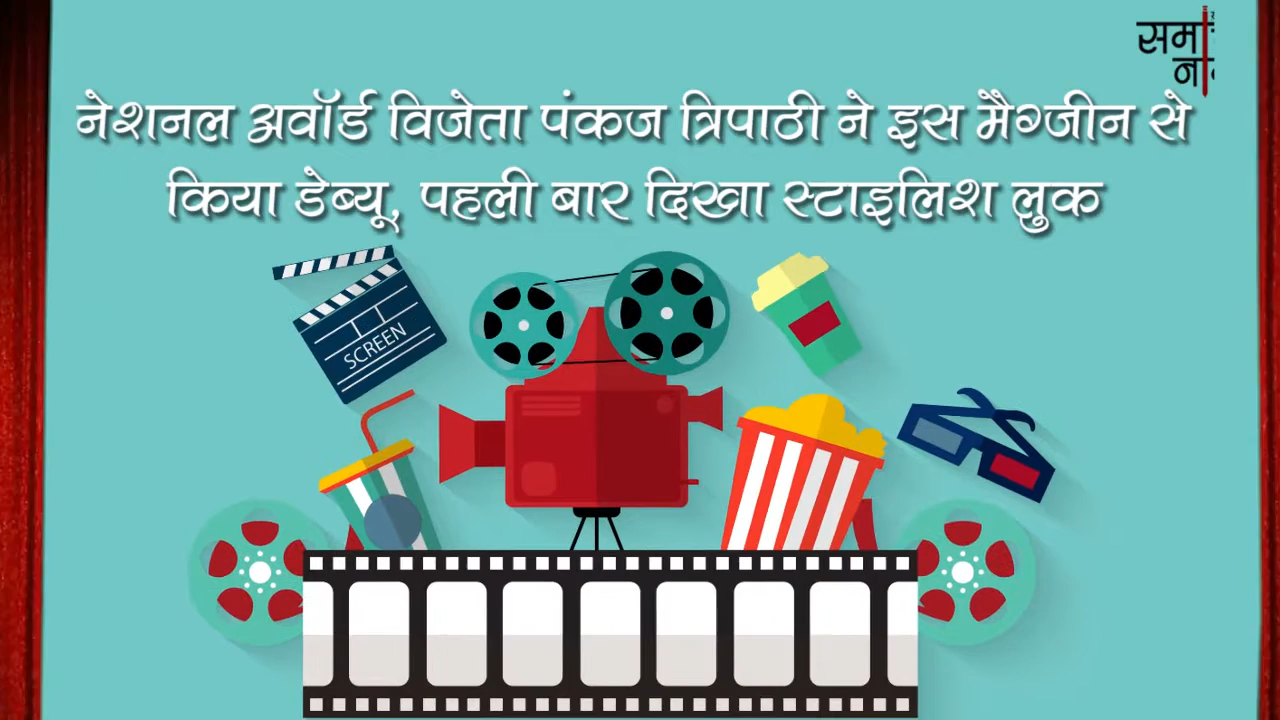 नेशनल अवॉर्ड विजेता पंकज त्रिपाठी ने इस मैग्जीन से
किया डेब्यू, पहली बार दिखा स्टाइलिश लुक
SCREEN